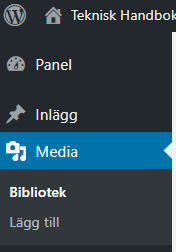 Teknisk Handbok
Panel
Inlägg
Media
Bibliotek
Lägg till